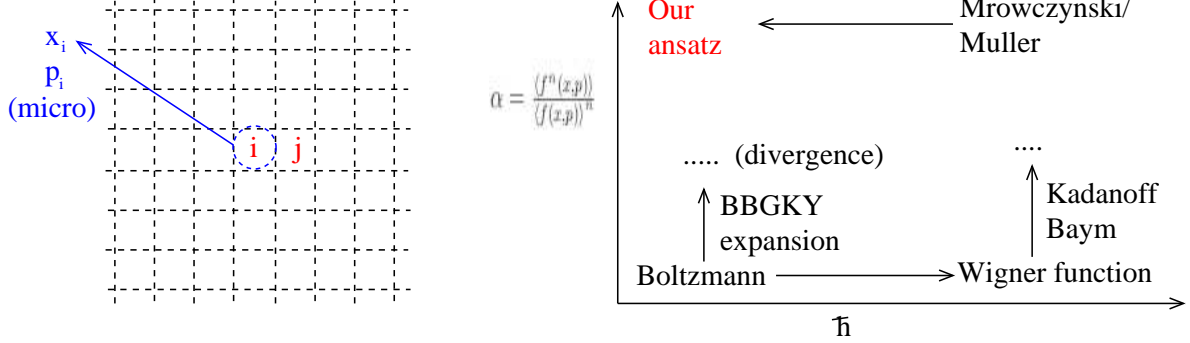 x_i
p_i
(micro)
i
j
α = ⟨f^n(x,p)⟩ / ⟨f(x,p)⟩^n
Our
ansatz
Mrowczynski/
Muller
..... (divergence)
BBGKY
expansion
Boltzmann
....
Kadanoff
Baym
Wigner function
ħ